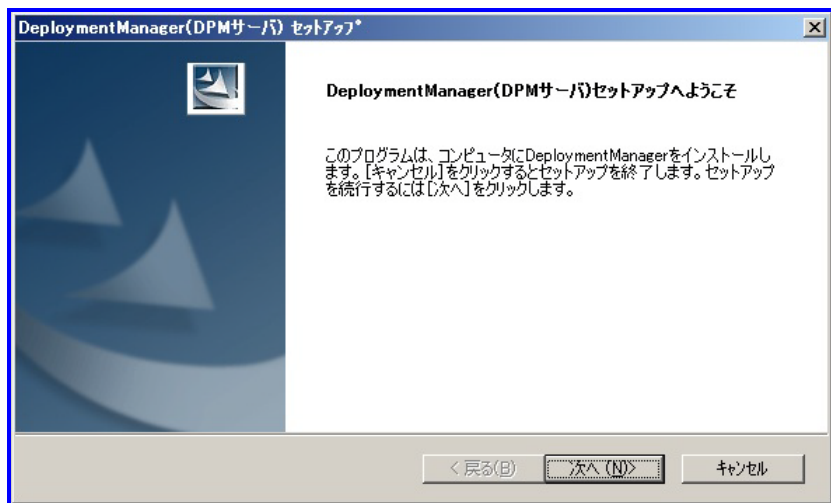 DeploymentManager(DPMサーバ) セットアップ
DeploymentManager(DPMサーバ)セットアップへようこそ
このプログラムは、コンピュータにDeploymentManagerをインストールし
ます。[キャンセル]をクリックするとセットアップを終了します。セットアップ
を続行するには[次へ]をクリックします。
< 戻る(B)
次へ (N)>
キャンセル